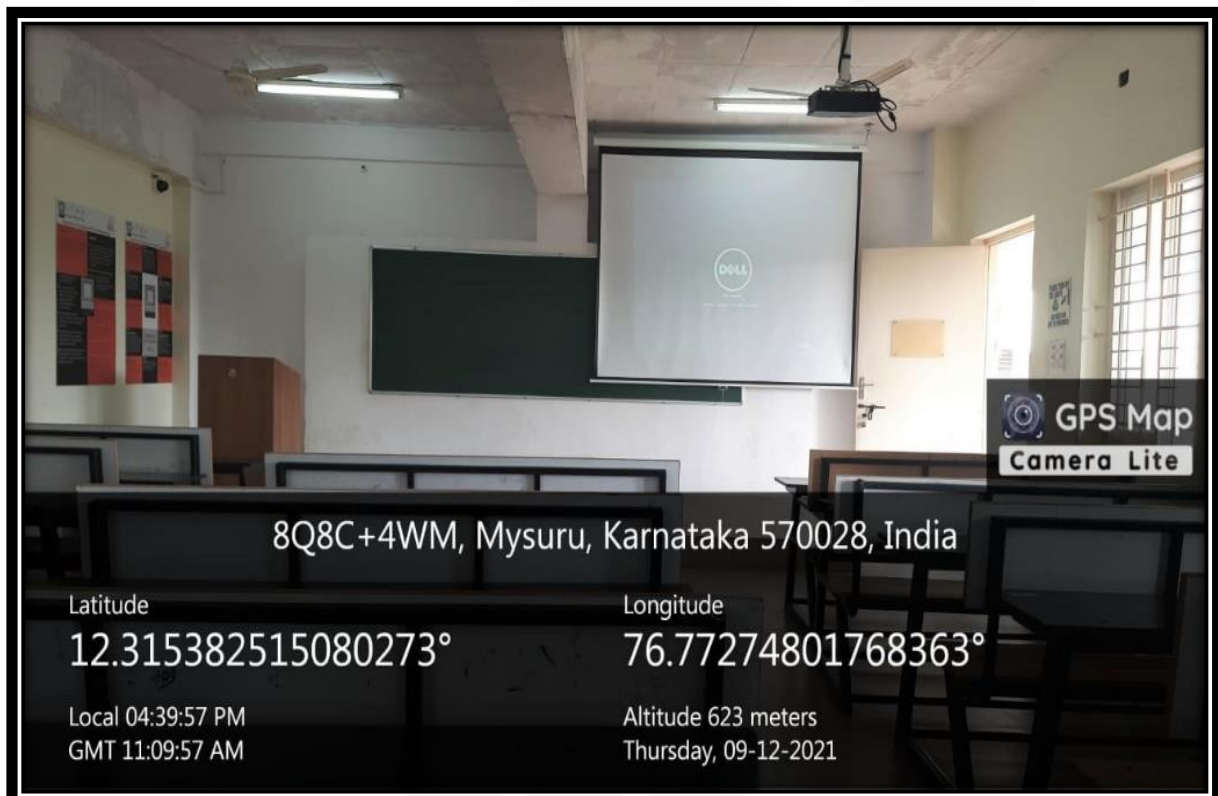 DELL
GPS Map
Camera Lite
8Q8C+4WM, Mysuru, Karnataka 570028, India
Latitude
12.315382515080273°
Longitude
76.77274801768363°
Local 04:39:57 PM
GMT 11:09:57 AM
Altitude 623 meters
Thursday, 09-12-2021